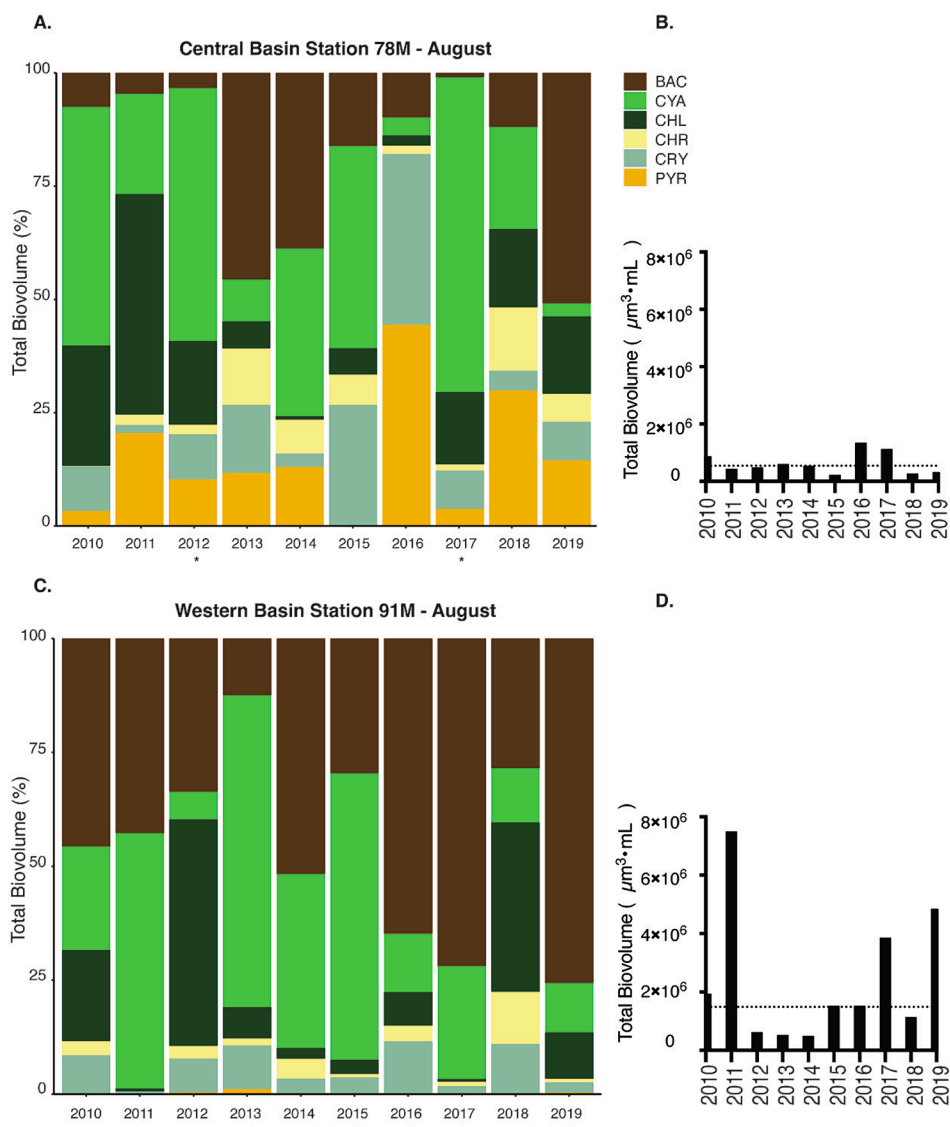 A.
Central Basin Station 78M - August
Total Biovolume (%)
100
75
50
25
0
2010 2011 2012 2013 2014 2015 2016 2017 2018 2019
* *
BAC
CYA
CHL
CHR
CRY
PYR
B.
Total Biovolume ( µm³•mL )
8×10⁶
6×10⁶
4×10⁶
2×10⁶
0
2010 2011 2012 2013 2014 2015 2016 2017 2018 2019
C.
Western Basin Station 91M - August
Total Biovolume (%)
100
75
50
25
0
2010 2011 2012 2013 2014 2015 2016 2017 2018 2019
D.
Total Biovolume ( µm³•mL )
8×10⁶
6×10⁶
4×10⁶
2×10⁶
0
2010 2011 2012 2013 2014 2015 2016 2017 2018 2019